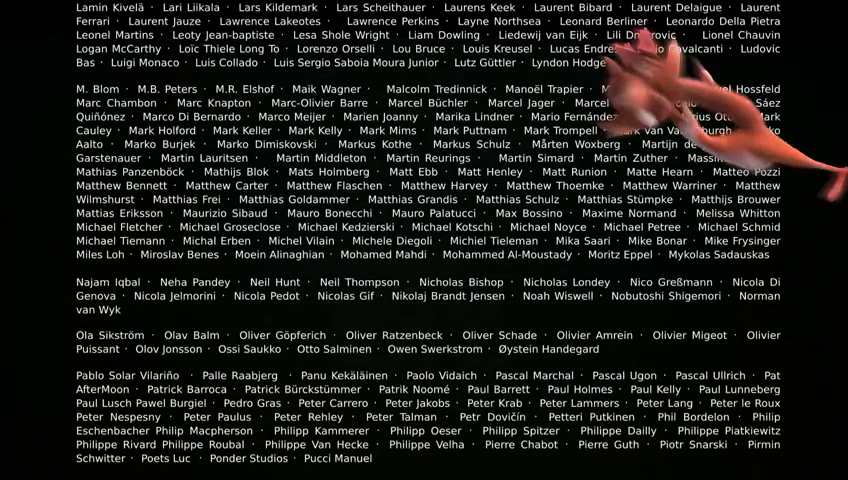 Lamin Kivelä · Lari Liikala · Lars Kildemark · Lars Scheithauer · Laurens Keek · Laurent Bibard · Laurent Delaigue · Laurent
Ferrari · Laurent Jauze · Lawrence Lakeotes · Lawrence Perkins · Layne Northsea · Leonard Berliner · Leonardo Della Pietra
Leonel Martins · Leoty Jean-baptiste · Lesa Shole Wright · Liam Dowling · Liedewij van Eijk · Lili · Lionel Chauvin
Logan McCarthy · Loïc Thiele Long To · Lorenzo Orselli · Lou Bruce · Louis Kreusel · Lucas Cavalcanti · Ludovic
Bas · Luigi Monaco · Luis Collado · Luis Sergio Saboia Moura Junior · Lutz Güttler · Lyndon
M. Blom · M.B. Peters · M.R. Elshof · Maik Wagner · Malcolm Tredinnick · Manoël Trapier · Hossfeld
Marc Chambon · Marc Knapton · Marc-Olivier Barre · Marcel Büchler · Marcel Jager · Marcel Sáez
Quiñónez · Marco Di Bernardo · Marco Meijer · Marien Joanny · Marika Lindner · Mario Fernández Mark
Cauley · Mark Holford · Mark Keller · Mark Kelly · Mark Mims · Mark Puttnam · Mark Trompell
Aalto · Marko Burjek · Marko Dimiskovski · Markus Kothe · Markus Schulz · Mårten Woxberg · Martijn
Garstenauer · Martin Lauritsen · Martin Middleton · Martin Reurings · Martin Simard · Martin Zuther ·
Mathias Panzenböck · Mathijs Blok · Mats Holmberg · Matt Ebb · Matt Henley · Matt Runion · Matte Hearn · Matteo Pozzi
Matthew Bennett · Matthew Carter · Matthew Flaschen · Matthew Harvey · Matthew Thoemke · Matthew Warriner · Matthew
Wilmshurst · Matthias Frei · Matthias Goldammer · Matthias Grandis · Matthias Schulz · Matthias Stümpke · Matthijs Brouwer
Mattias Eriksson · Maurizio Sibaud · Mauro Bonecchi · Mauro Palatucci · Max Bossino · Maxime Normand · Melissa Whitton
Michael Fletcher · Michael Groseclose · Michael Kedzierski · Michael Kotschi · Michael Noyce · Michael Petree · Michael Schmid
Michael Tiemann · Michal Erben · Michel Vilain · Michele Diegoli · Michiel Tieleman · Mika Saari · Mike Bonar · Mike Frysinger
Miles Loh · Miroslav Benes · Moein Alinaghian · Mohamed Mahdi · Mohammed Al-Moustady · Moritz Eppel · Mykolas Sadauskas
Najam Iqbal · Neha Pandey · Neil Hunt · Neil Thompson · Nicholas Bishop · Nicholas Londey · Nico Greßmann · Nicola Di
Genova · Nicola Jelmorini · Nicola Pedot · Nicolas Gif · Nikolaj Brandt Jensen · Noah Wiswell · Nobutoshi Shigemori · Norman
van Wyk
Ola Sikström · Olav Balm · Oliver Göpferich · Oliver Ratzenbeck · Oliver Schade · Olivier Amrein · Olivier Migeot · Olivier
Puissant · Olov Jonsson · Ossi Saukko · Otto Salminen · Owen Swerkstrom · Øystein Handegard
Pablo Solar Vilariño · Palle Raabjerg · Panu Kekäläinen · Paolo Vidaich · Pascal Marchal · Pascal Ugon · Pascal Ullrich · Pat
AfterMoon · Patrick Barroca · Patrick Bürckstümmer · Patrik Noomé · Paul Barrett · Paul Holmes · Paul Kelly · Paul Lunneberg
Paul Lusch Pawel Burgiel · Pedro Gras · Peter Carrero · Peter Jakobs · Peter Krab · Peter Lammers · Peter Lang · Peter le Roux
Peter Nespesny · Peter Paulus · Peter Rehley · Peter Talman · Petr Dovičín · Petteri Putkinen · Phil Bordelon · Philip
Eschenbacher Philip Macpherson · Philipp Kammerer · Philipp Oeser · Philipp Spitzer · Philippe Dailly · Philippe Piatkiewitz
Philippe Rivard Philippe Roubal · Philippe Van Hecke · Philippe Velha · Pierre Chabot · Pierre Guth · Piotr Snarski · Pirmin
Schwitter · Poets Luc · Ponder Studios · Pucci Manuel